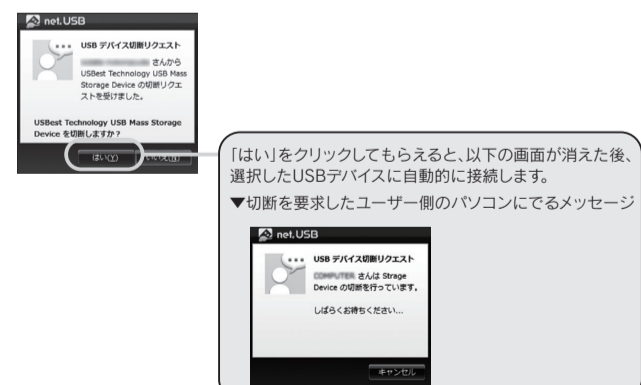 net.USB
USB デバイス切断リクエスト
さんから
USBest Technology USB Mass
Storage Device の切断リクエ
ストを受けました。
USBest Technology USB Mass Storage
Device を切断しますか？
はい(Y)
いいえ(N)
「はい」をクリックしてもらえると、以下の画面が消えた後、
選択したUSBデバイスに自動的に接続します。
▼切断を要求したユーザー側のパソコンにでるメッセージ
net.USB
USB デバイス切断リクエスト
COMPUTER さんは Strage
Device の切断を行っています。
しばらくお待ちください...
キャンセル